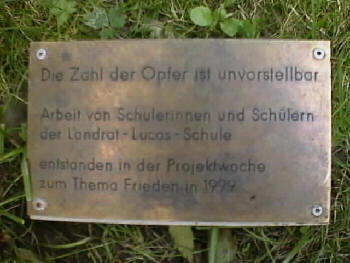 Die Zahl der Opfer ist unvorstellbar
Arbeit von Schülerinnen und Schülern
der Landrat-Lucas-Schule
entstanden in der Projektwoche
zum Thema Frieden in 1999